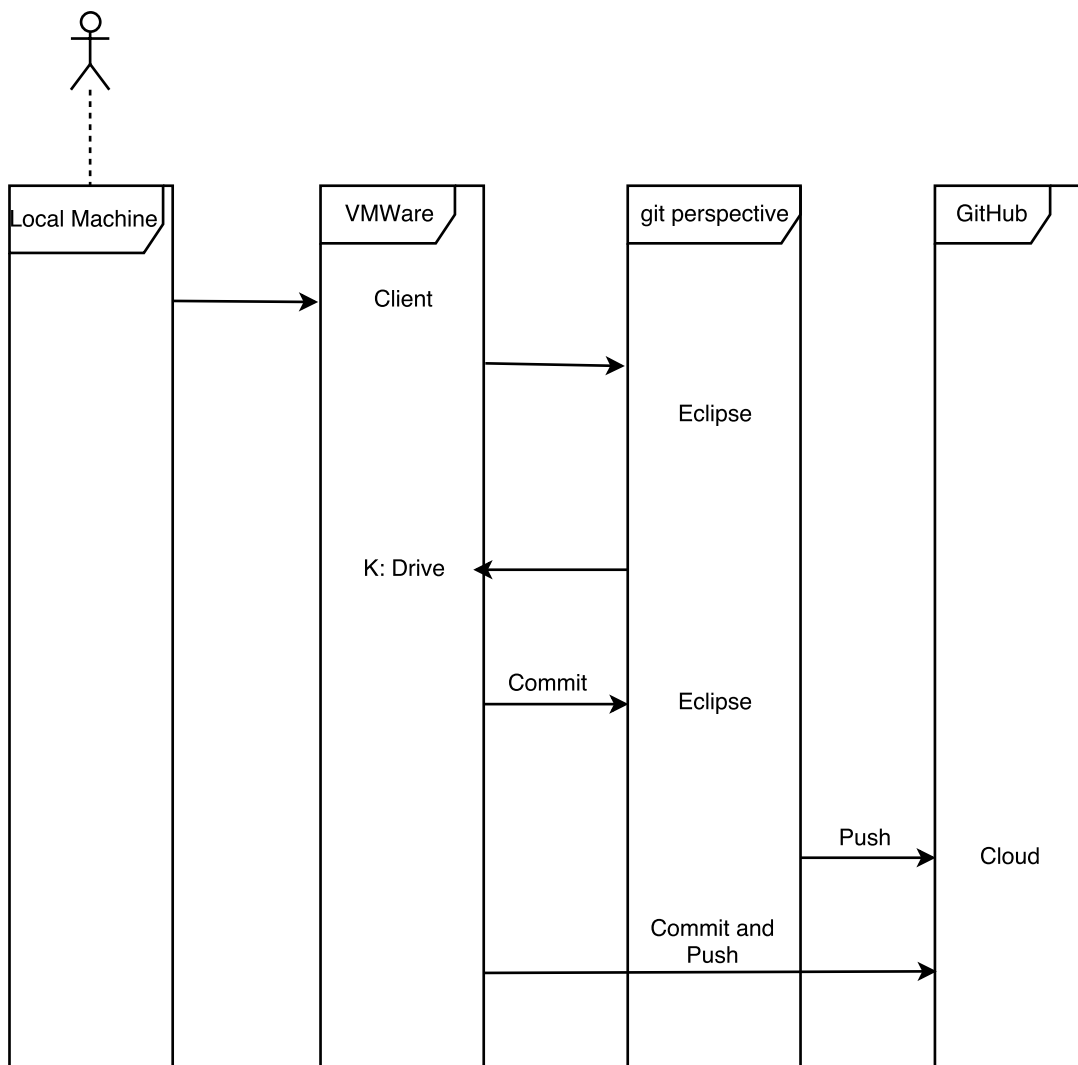 Local Machine
VMWare
git perspective
GitHub
Client
Eclipse
K: Drive
Commit
Eclipse
Push
Cloud
Commit and
Push